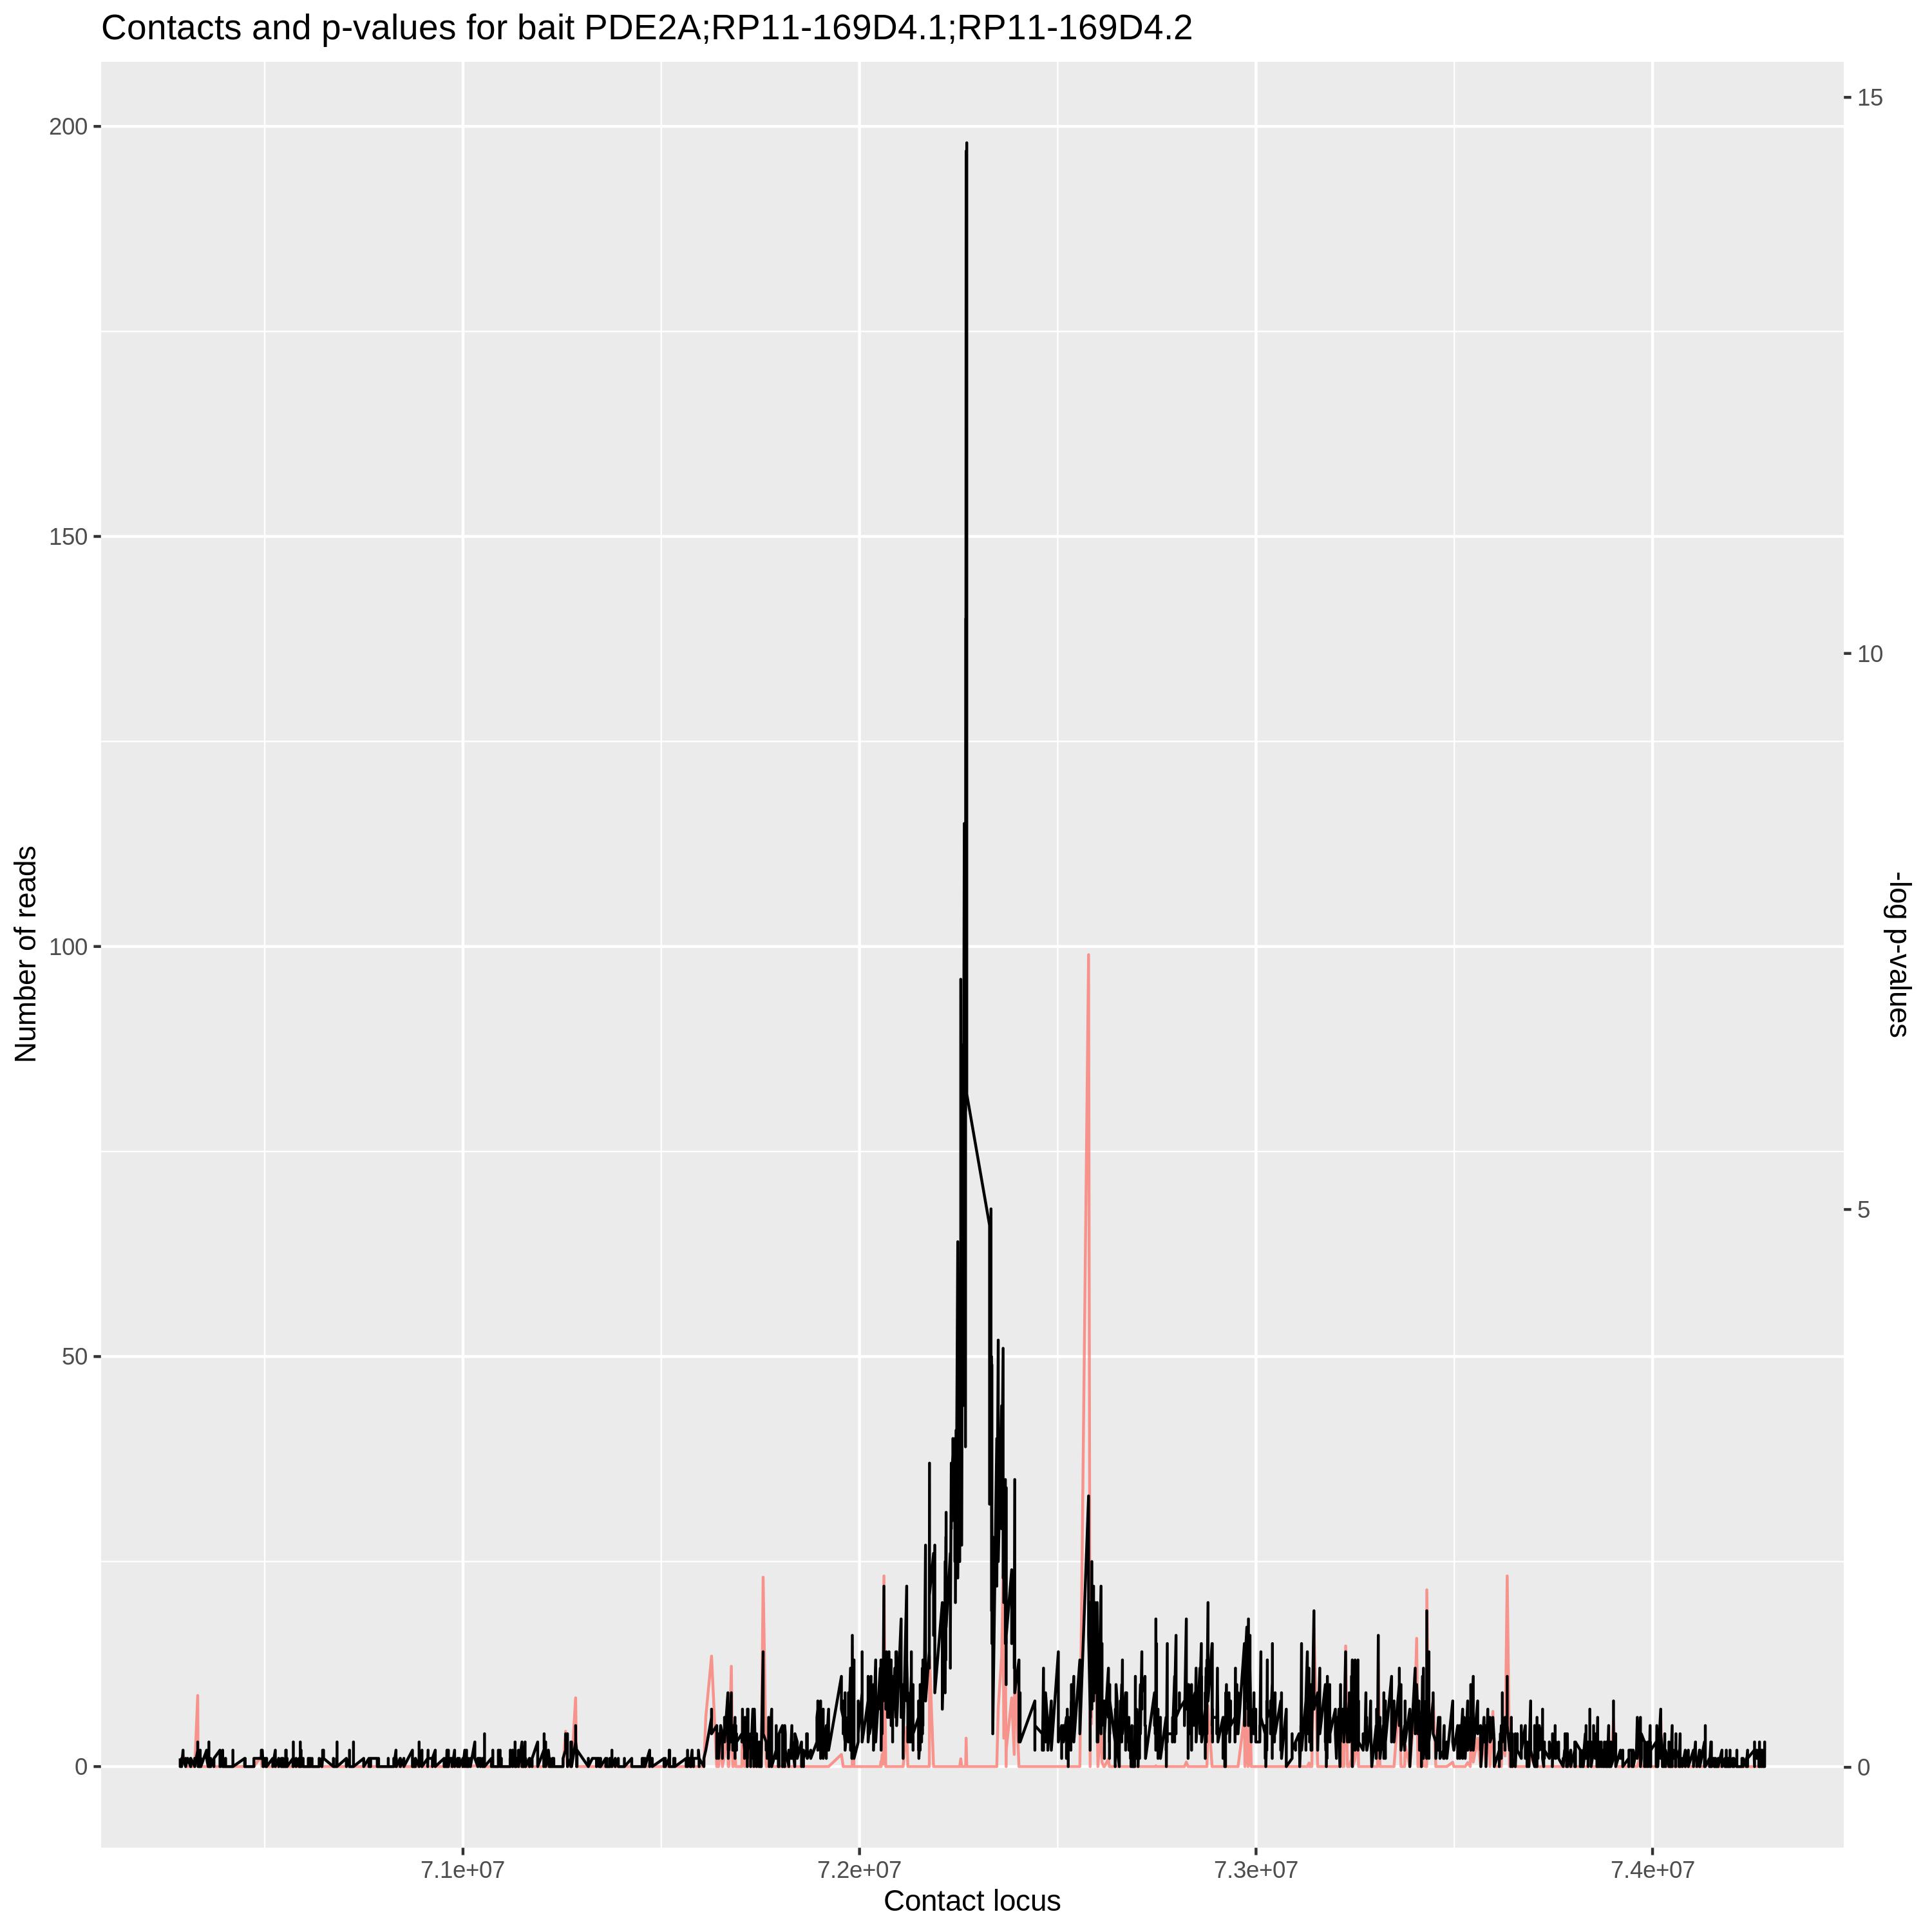 Contacts and p-values for bait PDE2A;RP11-169D4.1;RP11-169D4.2
200
150
100
50
0
Number of reads
15
10
5
0
-log p-values
7.1e+07 7.2e+07 7.3e+07 7.4e+07
Contact locus